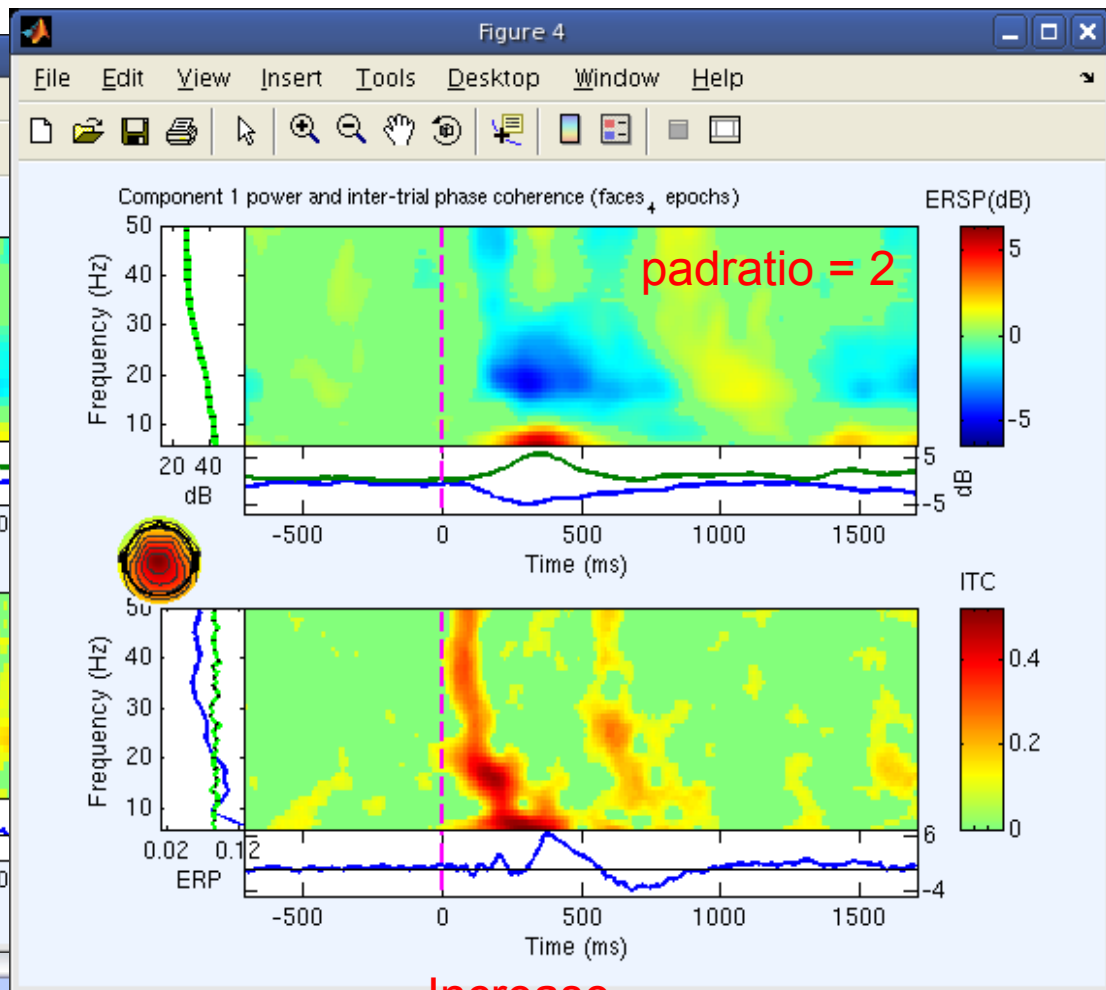 Figure 4
File Edit View Insert Tools Desktop Window Help
Component 1 power and inter-trial phase coherence (faces_4 epochs)
ERSP(dB)
padratio = 2
50
40
30
20
10
Frequency (Hz)
5
0
-5
20 40
dB
5
-5
dB
-500 0 500 1000 1500
Time (ms)
ITC
50
40
30
20
10
Frequency (Hz)
0.4
0.2
0
0.02 0.12
ERP
6
-4
-500 0 500 1000 1500
Time (ms)
Increase